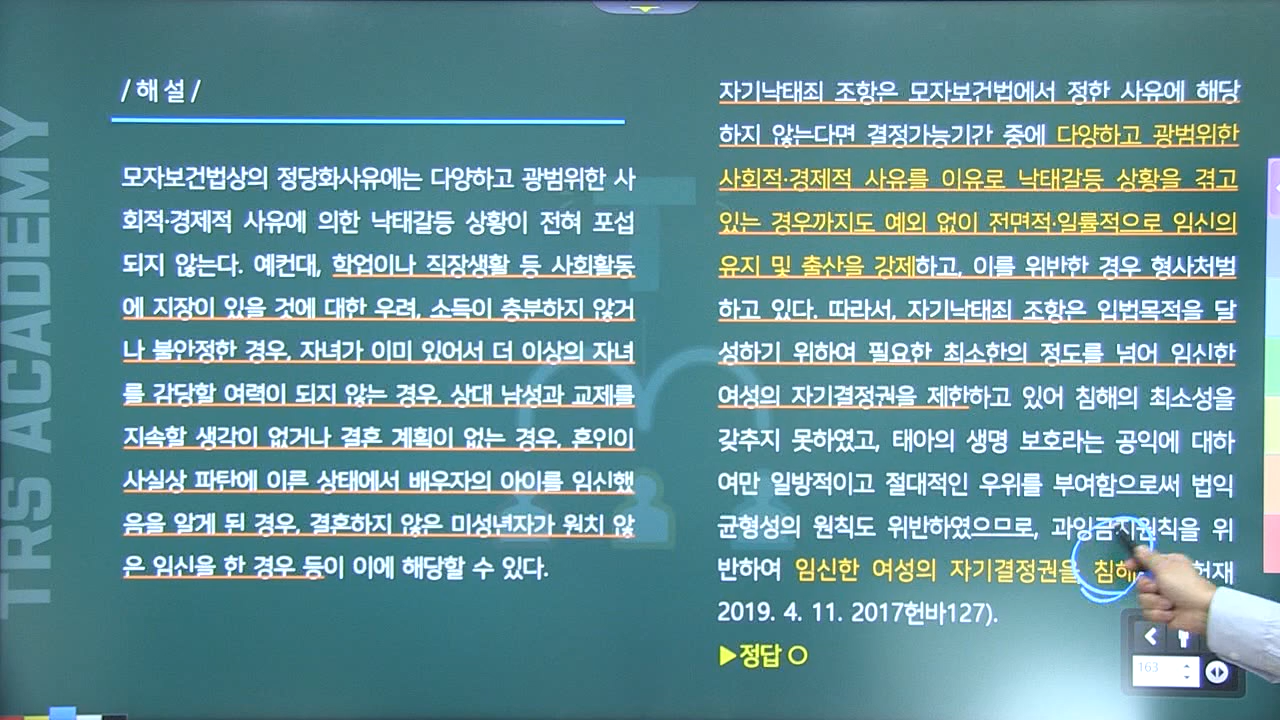 TRS ACADEMY
/ 해 설 /
모자보건법상의 정당화사유에는 다양하고 광범위한 사
회적·경제적 사유에 의한 낙태갈등 상황이 전혀 포섭
되지 않는다. 예컨대, 학업이나 직장생활 등 사회활동
에 지장이 있을 것에 대한 우려, 소득이 충분하지 않거
나 불안정한 경우, 자녀가 이미 있어서 더 이상의 자녀
를 감당할 여력이 되지 않는 경우, 상대 남성과 교제를
지속할 생각이 없거나 결혼 계획이 없는 경우, 혼인이
사실상 파탄에 이른 상태에서 배우자의 아이를 임신했
음을 알게 된 경우, 결혼하지 않은 미성년자가 원치 않
은 임신을 한 경우 등이 이에 해당할 수 있다.
자기낙태죄 조항은 모자보건법에서 정한 사유에 해당
하지 않는다면 결정가능기간 중에 다양하고 광범위한
사회적·경제적 사유를 이유로 낙태갈등 상황을 겪고
있는 경우까지도 예외 없이 전면적·일률적으로 임신의
유지 및 출산을 강제하고, 이를 위반한 경우 형사처벌
하고 있다. 따라서, 자기낙태죄 조항은 입법목적을 달
성하기 위하여 필요한 최소한의 정도를 넘어 임신한
여성의 자기결정권을 제한하고 있어 침해의 최소성을
갖추지 못하였고, 태아의 생명 보호라는 공익에 대하
여만 일방적이고 절대적인 우위를 부여함으로써 법익
균형성의 원칙도 위반하였으므로, 과잉금지원칙을 위
반하여 임신한 여성의 자기결정권을 침해 헌재
2019. 4. 11. 2017헌바127).
▶정답 ○
163